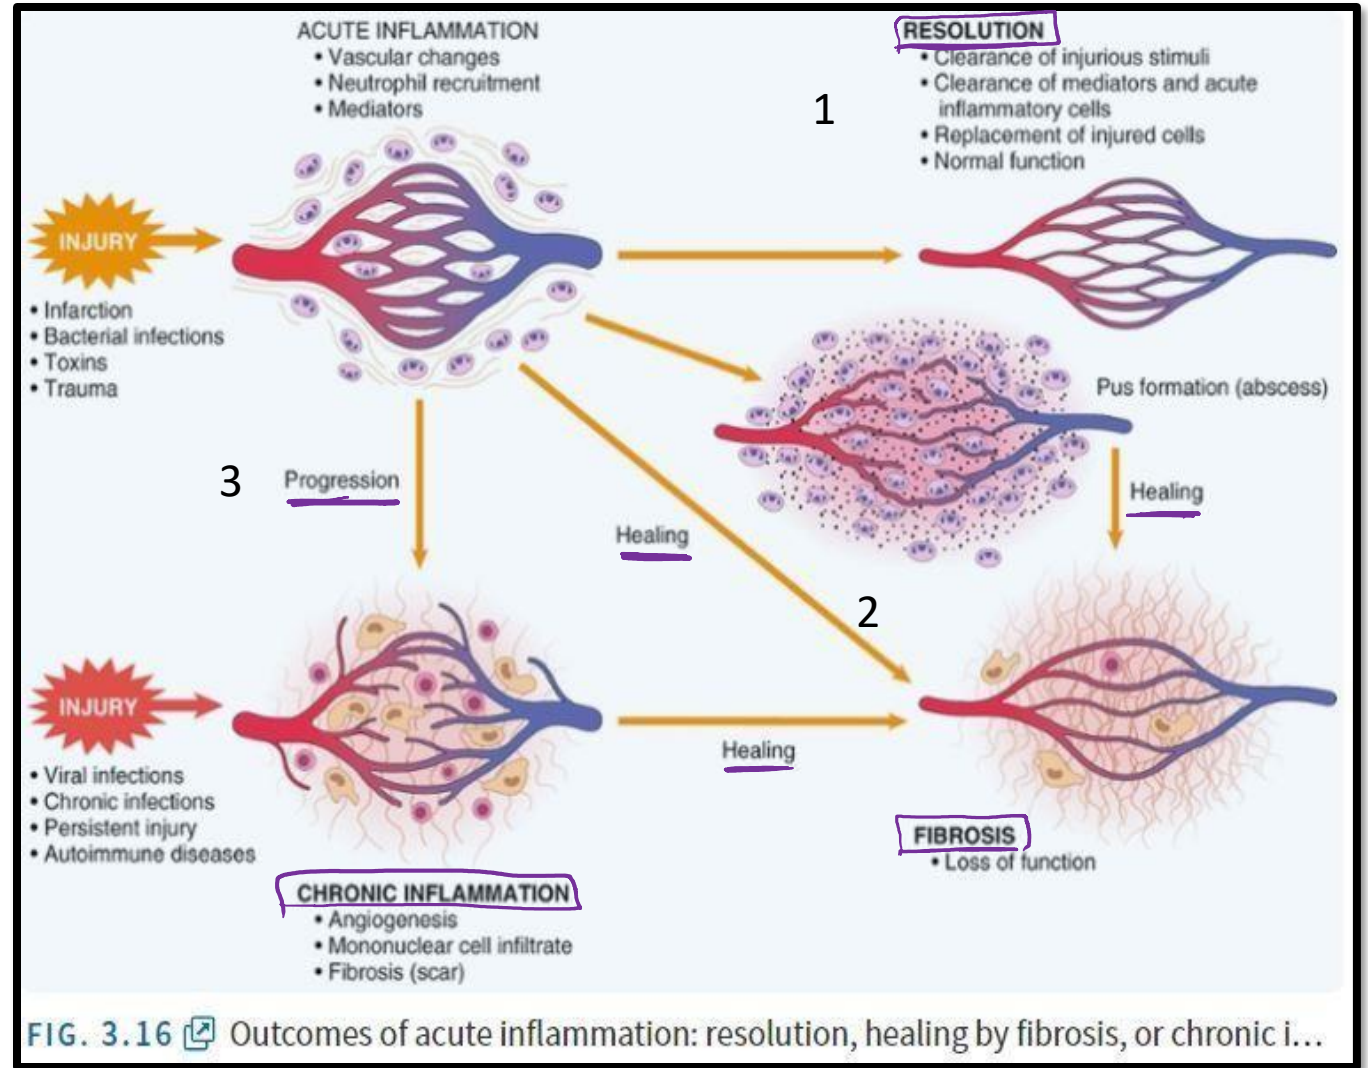 ACUTE INFLAMMATION
• Vascular changes
• Neutrophil recruitment
• Mediators
RESOLUTION
• Clearance of injurious stimuli
• Clearance of mediators and acute
inflammatory cells
• Replacement of injured cells
• Normal function
1
INJURY
• Infarction
• Bacterial infections
• Toxins
• Trauma
Pus formation (abscess)
3
Progression
Healing
Healing
2
INJURY
• Viral infections
• Chronic infections
• Persistent injury
• Autoimmune diseases
Healing
CHRONIC INFLAMMATION
• Angiogenesis
• Mononuclear cell infiltrate
• Fibrosis (scar)
FIBROSIS
• Loss of function
FIG. 3.16 Outcomes of acute inflammation: resolution, healing by fibrosis, or chronic i...